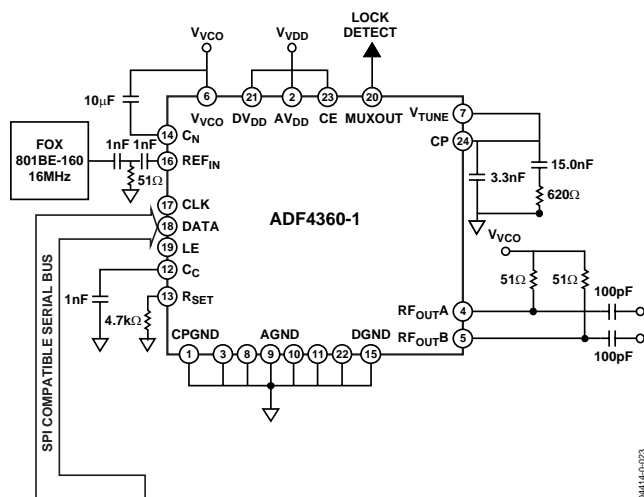 LOCK
DETECT
VVCO
VVDD
10µF
6
21
2
23
20
VVCO
DVDD
AVDD
CE
MUXOUT
VTUNE
7
14
CN
CP
24
FOX
801BE-160
16MHz
1nF
1nF
16
REFIN
51Ω
15.0nF
3.3nF
620Ω
17
CLK
18
DATA
ADF4360-1
19
LE
VVCO
12
CC
51Ω
51Ω
1nF
13
RSET
100pF
4.7kΩ
RFOUTA
4
CPGND
AGND
DGND
RFOUTB
5
1
3
8
9
10
11
22
15
100pF
SPI COMPATIBLE SERIAL BUS
04414-0-023